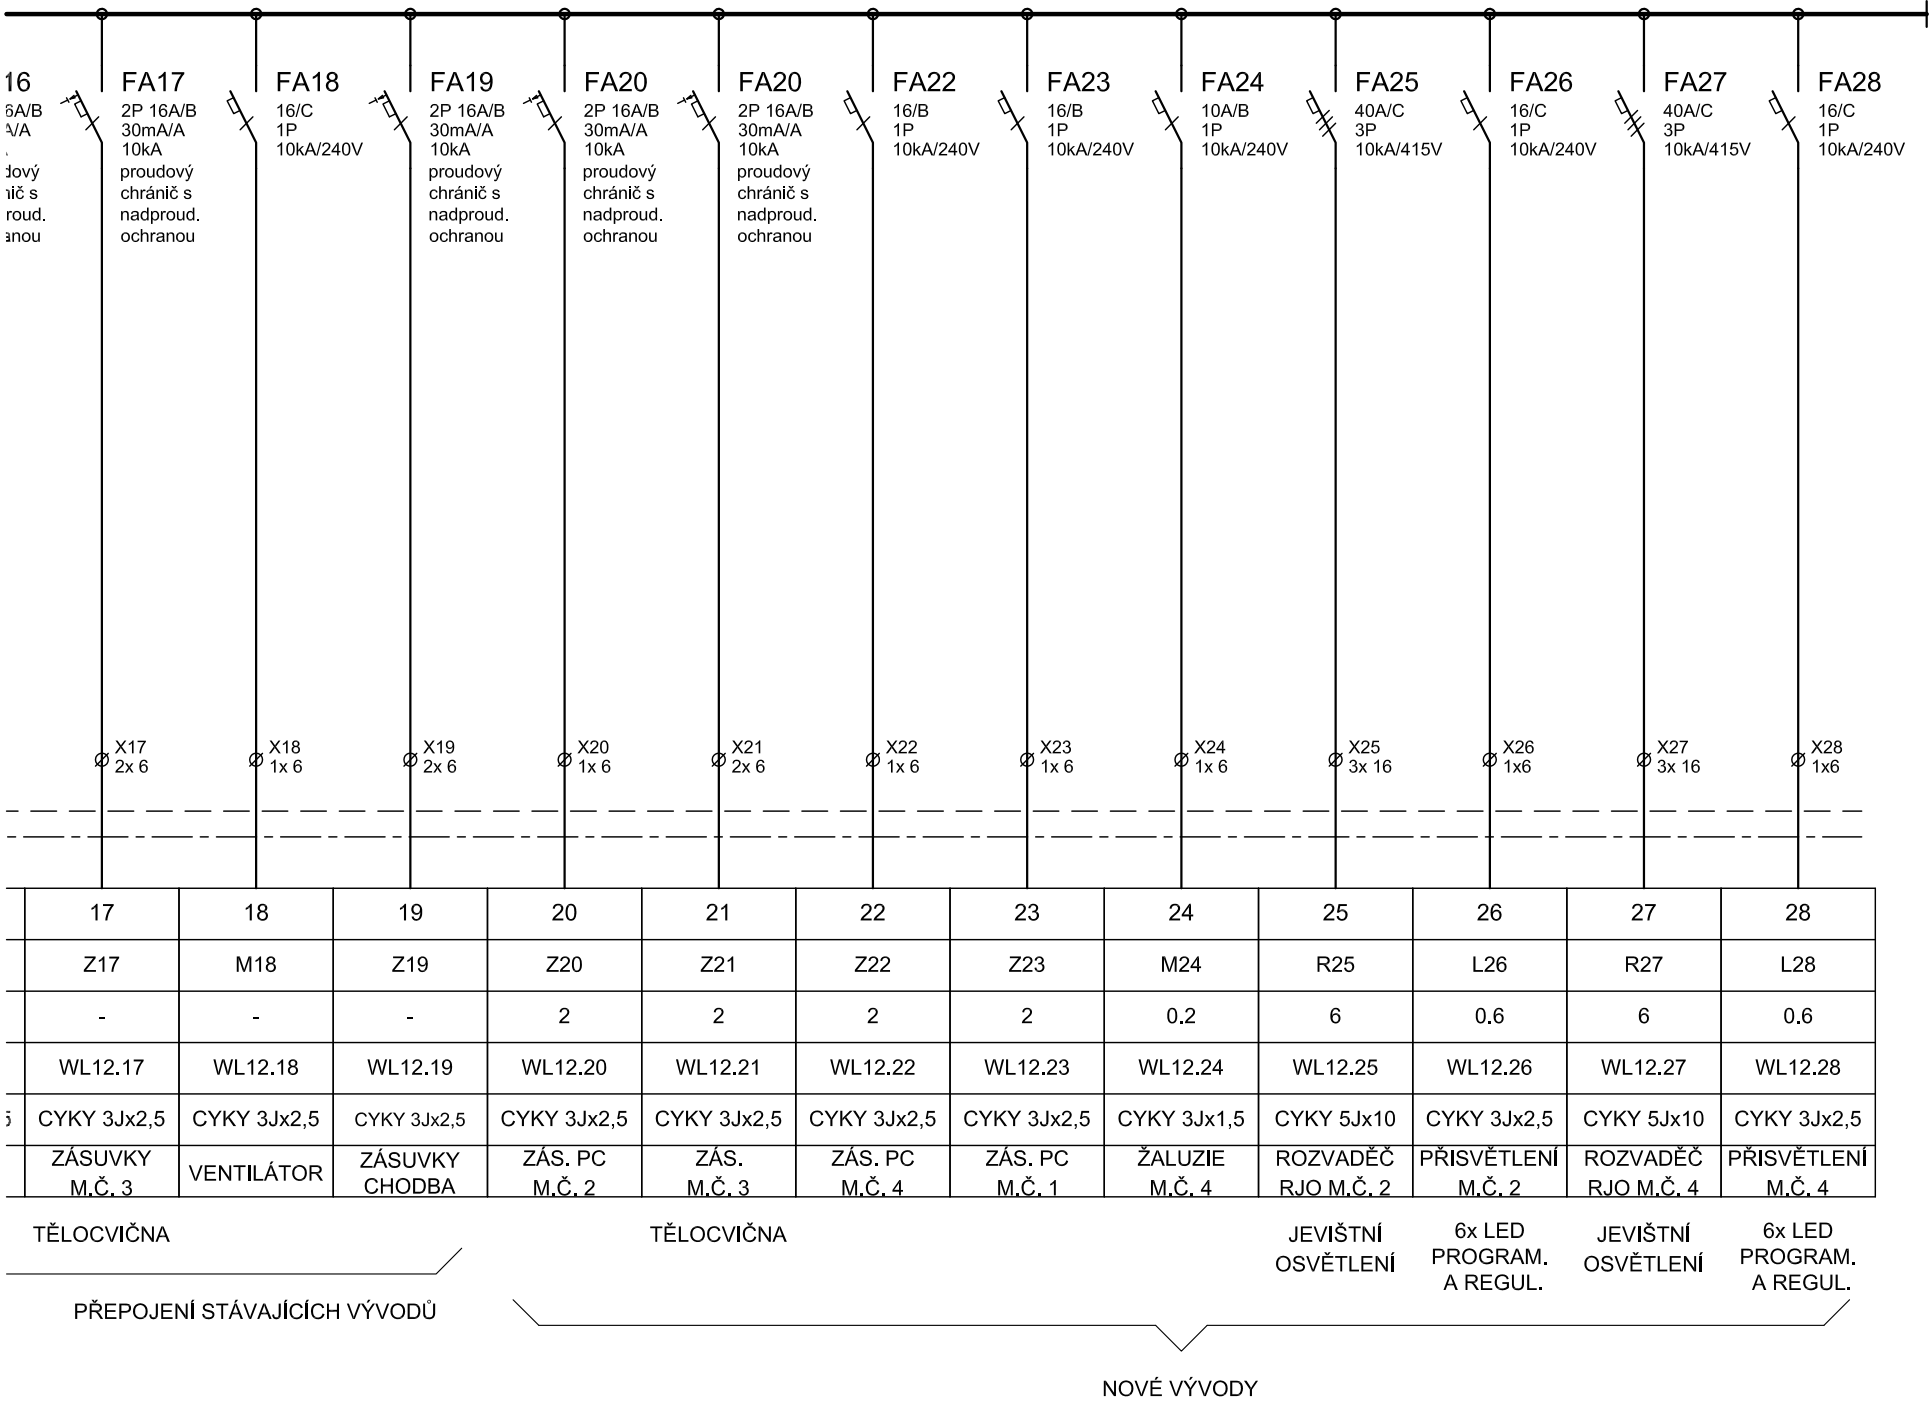 16
6A/B
A/A
dový
nič s
roud.
anou
FA17
2P 16A/B
30mA/A
10kA
proudový
chránič s
nadproud.
ochranou
FA18
16/C
1P
10kA/240V
FA19
2P 16A/B
30mA/A
10kA
proudový
chránič s
nadproud.
ochranou
FA20
2P 16A/B
30mA/A
10kA
proudový
chránič s
nadproud.
ochranou
FA20
2P 16A/B
30mA/A
10kA
proudový
chránič s
nadproud.
ochranou
FA22
16/B
1P
10kA/240V
FA23
16/B
1P
10kA/240V
FA24
10A/B
1P
10kA/240V
FA25
40A/C
3P
10kA/415V
FA26
16/C
1P
10kA/240V
FA27
40A/C
3P
10kA/415V
FA28
16/C
1P
10kA/240V
X17
2x 6
X18
1x 6
X19
2x 6
X20
1x 6
X21
2x 6
X22
1x 6
X23
1x 6
X24
1x 6
X25
3x 16
X26
1x6
X27
3x 16
X28
1x6
17 18 19 20 21 22 23 24 25 26 27 28
Z17 M18 Z19 Z20 Z21 Z22 Z23 M24 R25 L26 R27 L28
- - - 2 2 2 2 0.2 6 0.6 6 0.6
WL12.17 WL12.18 WL12.19 WL12.20 WL12.21 WL12.22 WL12.23 WL12.24 WL12.25 WL12.26 WL12.27 WL12.28
5 CYKY 3Jx2,5 CYKY 3Jx2,5 CYKY 3Jx2,5 CYKY 3Jx2,5 CYKY 3Jx2,5 CYKY 3Jx2,5 CYKY 3Jx2,5 CYKY 3Jx1,5 CYKY 5Jx10 CYKY 3Jx2,5 CYKY 5Jx10 CYKY 3Jx2,5
ZÁSUVKY
M.Č. 3
VENTILÁTOR
ZÁSUVKY
CHODBA
ZÁS. PC
M.Č. 2
ZÁS.
M.Č. 3
ZÁS. PC
M.Č. 4
ZÁS. PC
M.Č. 1
ŽALUZIE
M.Č. 4
ROZVADĚČ
RJO M.Č. 2
PŘISVĚTLENÍ
M.Č. 2
ROZVADĚČ
RJO M.Č. 4
PŘISVĚTLENÍ
M.Č. 4
TĚLOCVIČNA
TĚLOCVIČNA
JEVIŠTNÍ
OSVĚTLENÍ
6x LED
PROGRAM.
A REGUL.
JEVIŠTNÍ
OSVĚTLENÍ
6x LED
PROGRAM.
A REGUL.
PŘEPOJENÍ STÁVAJÍCÍCH VÝVODŮ
NOVÉ VÝVODY